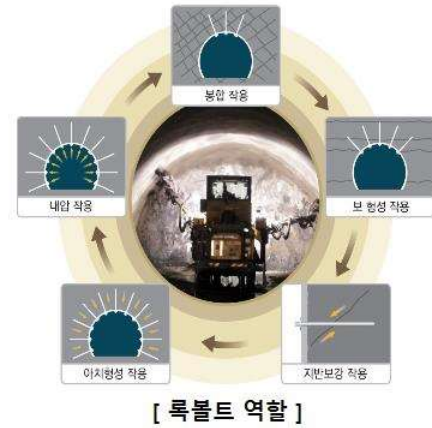 봉합 작용
내압 작용
보 형성 작용
아치형성 작용
지반보강 작용
[ 록볼트 역할 ]